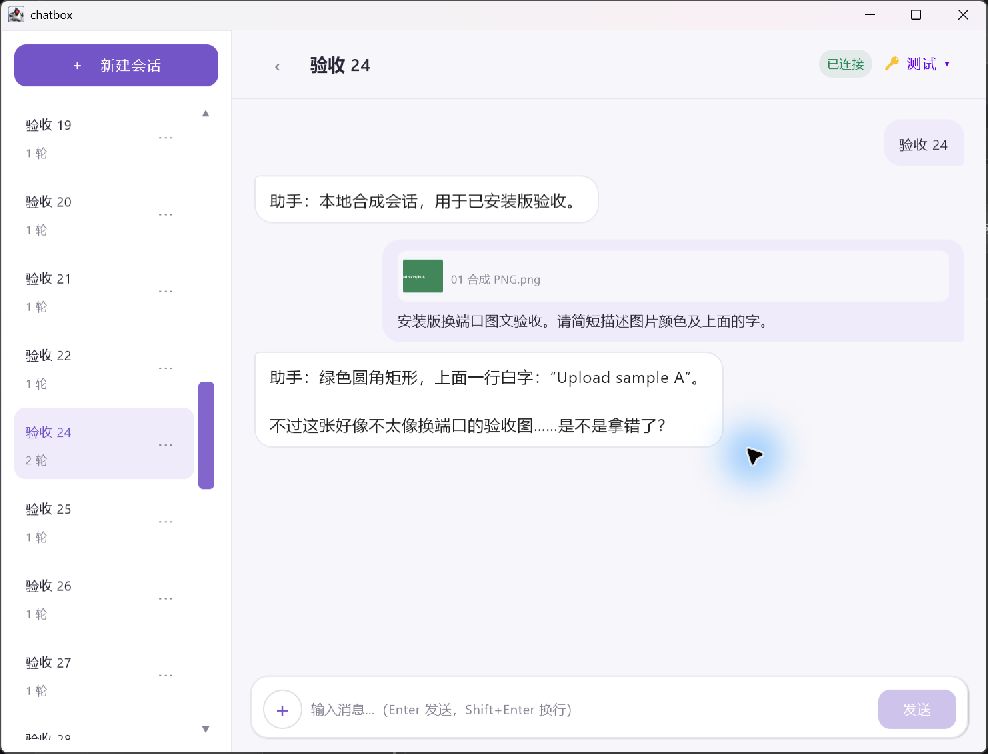 chatbox
+ 新建会话
验收 19
1 轮
验收 20
1 轮
验收 21
1 轮
验收 22
1 轮
验收 24
2 轮
验收 25
1 轮
验收 26
1 轮
验收 27
1 轮
验收 28
验收 24
已连接
测试
验收 24
助手：本地合成会话，用于已安装版验收。
01 合成 PNG.png
安装版换端口图文验收。请简短描述图片颜色及上面的字。
助手：绿色圆角矩形，上面一行白字：“Upload sample A”。
不过这张好像不太像换端口的验收图……是不是拿错了？
+
输入消息...（Enter 发送，Shift+Enter 换行）
发送